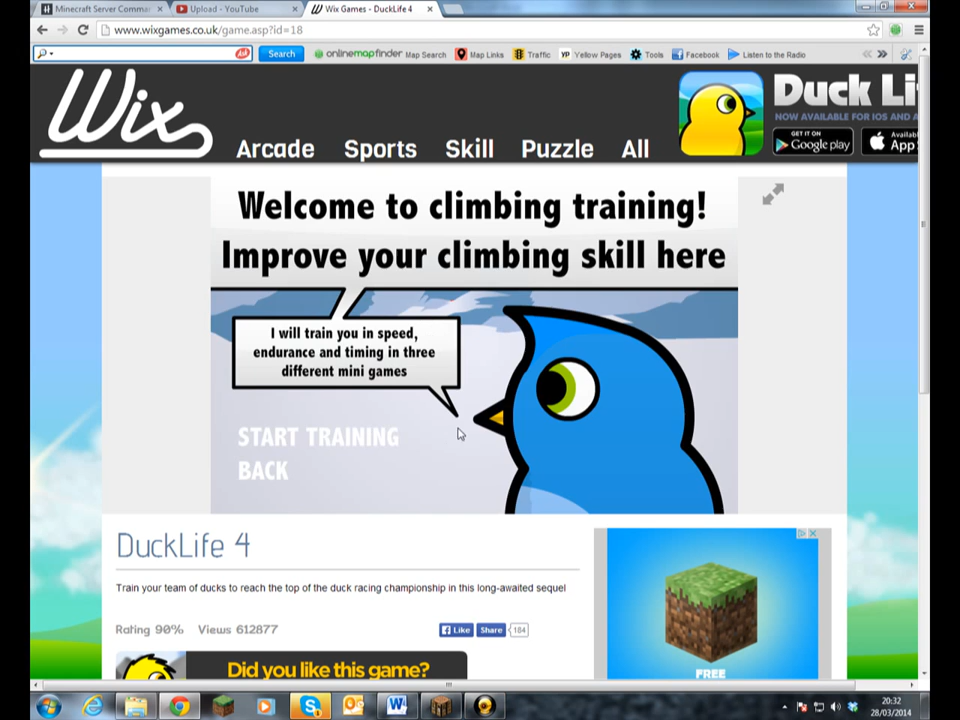 Minecraft Server Comma
Upload - YouTube
Wix Games - DuckLife 4
www.wixgames.co.uk/game.asp?id=18
Ask
Search
onlinemapfinder
Map Search
Map Links
Traffic
yp
Yellow Pages
Tools
Facebook
Listen to the Radio
Wix
Arcade
Sports
Skill
Puzzle
All
Duck Li
NOW AVAILABLE FOR IOS AND A
GET IT ON
Google play
Availab
App
Welcome to climbing training!
Improve your climbing skill here
I will train you in speed,
endurance and timing in three
different mini games
START TRAINING
BACK
DuckLife 4
Train your team of ducks to reach the top of the duck racing championship in this long-awaited sequel
Rating 90%
Views 612877
Like
Share
184
Did you like this game?
FREE
20:32
28/03/2014